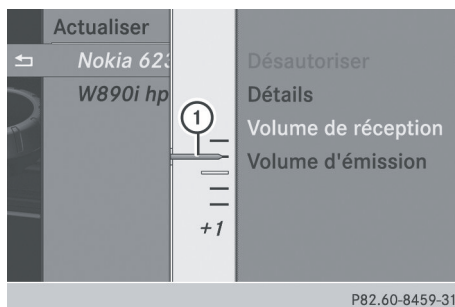 Actualiser
Nokia 623
W890i hp
1
+1
Désautoriser
Détails
Volume de réception
Volume d'émission
P82.60-8459-31